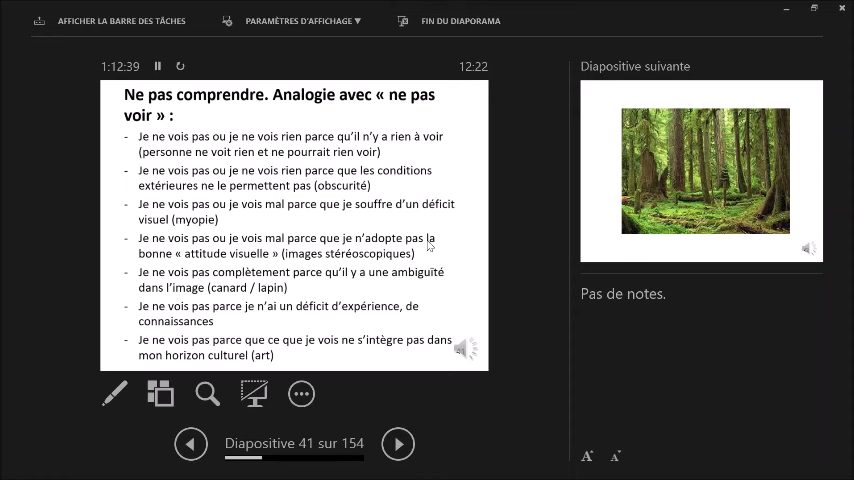 AFFICHER LA BARRE DES TÂCHES
PARAMÈTRES D'AFFICHAGE ▼
FIN DU DIAPORAMA
1:12:39
12:22
Ne pas comprendre. Analogie avec « ne pas
voir » :
- Je ne vois pas ou je ne vois rien parce qu'il n'y a rien à voir
(personne ne voit rien et ne pourrait rien voir)
- Je ne vois pas ou je ne vois rien parce que les conditions
extérieures ne le permettent pas (obscurité)
- Je ne vois pas ou je vois mal parce que je souffre d'un déficit
visuel (myopie)
- Je ne vois pas ou je vois mal parce que je n'adopte pas la
bonne « attitude visuelle » (images stéréoscopiques)
- Je ne vois pas complètement parce qu'il y a une ambiguïté
dans l'image (canard / lapin)
- Je ne vois pas parce je n'ai un déficit d'expérience, de
connaissances
- Je ne vois pas parce que ce que je vois ne s'intègre pas dans
mon horizon culturel (art)
Diapositive 41 sur 154
Diapositive suivante
Pas de notes.
A A